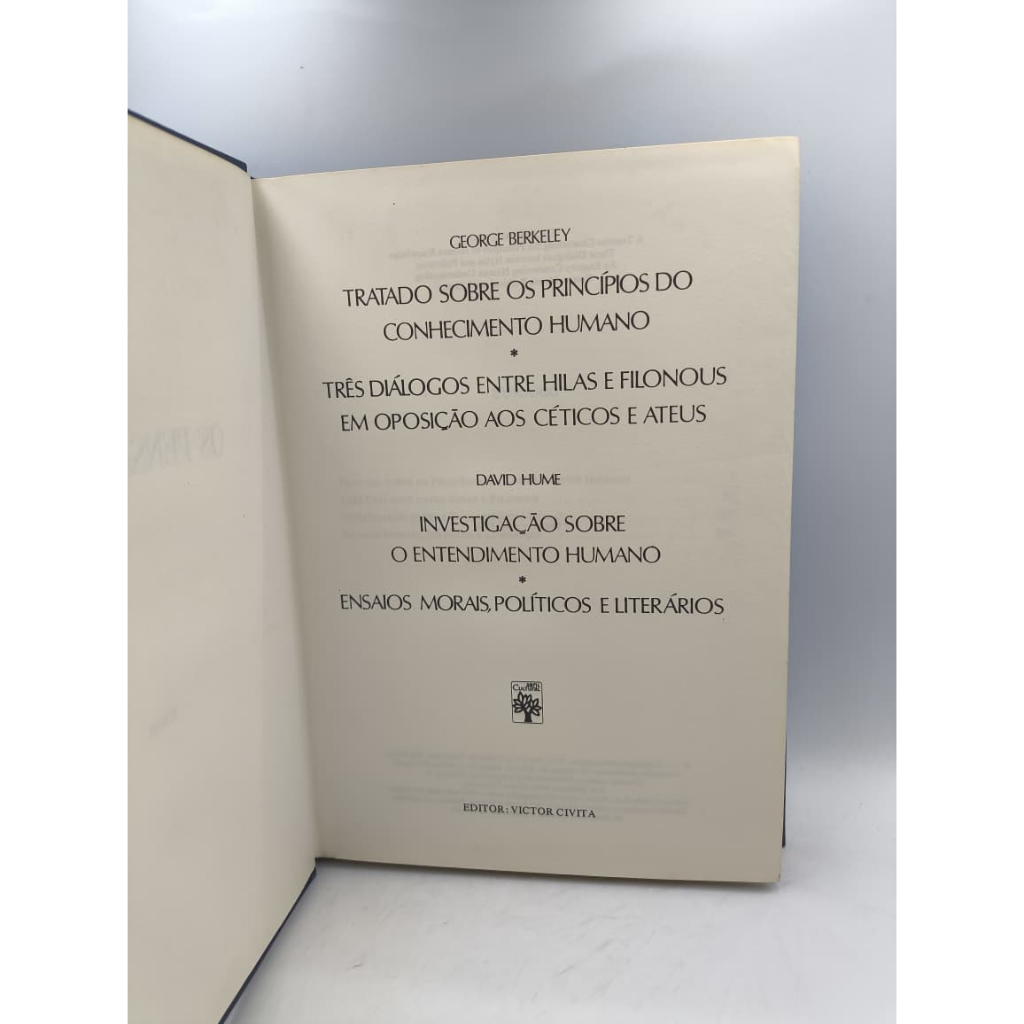 GEORGE BERKELEY
TRATADO SOBRE OS PRINCÍPIOS DO
CONHECIMENTO HUMANO
*
TRÊS DIÁLOGOS ENTRE HILAS E FILONOUS
EM OPOSIÇÃO AOS CÉTICOS E ATEUS
DAVID HUME
INVESTIGAÇÃO SOBRE
O ENTENDIMENTO HUMANO
*
ENSAIOS MORAIS, POLÍTICOS E LITERÁRIOS
EDITOR: VICTOR CIVITA